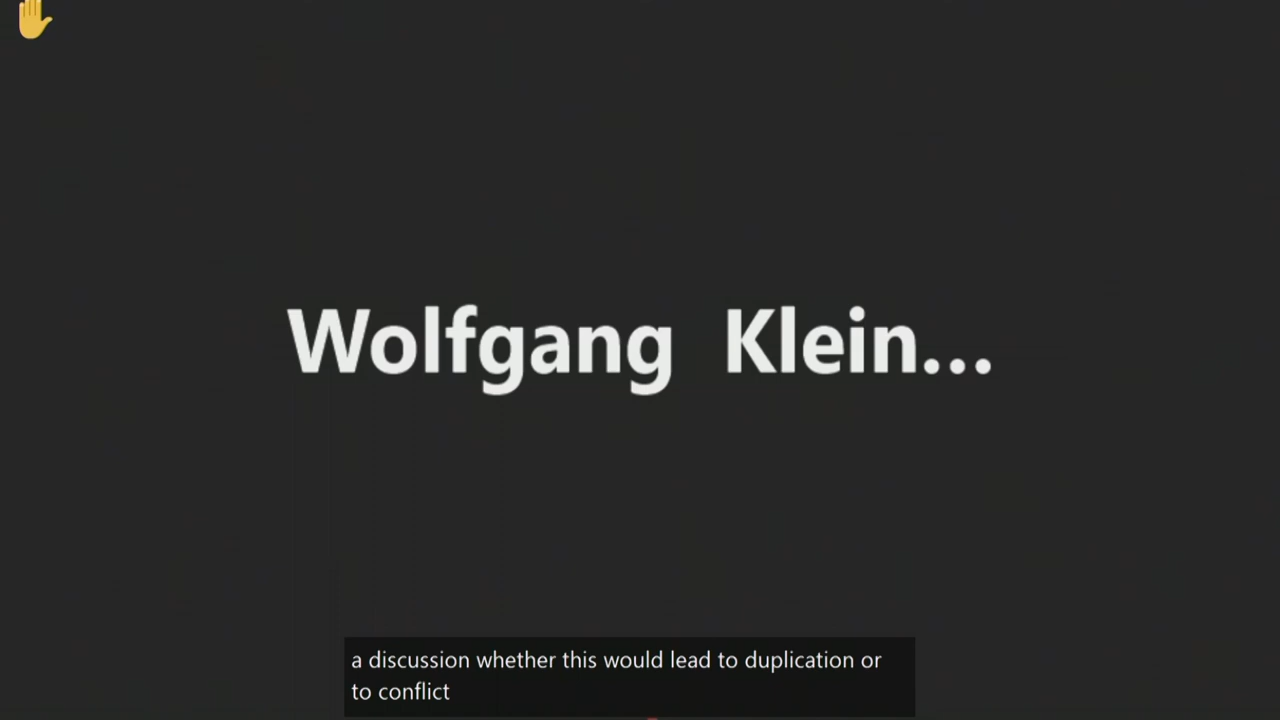 Wolfgang Klein...
a discussion whether this would lead to duplication or
to conflict